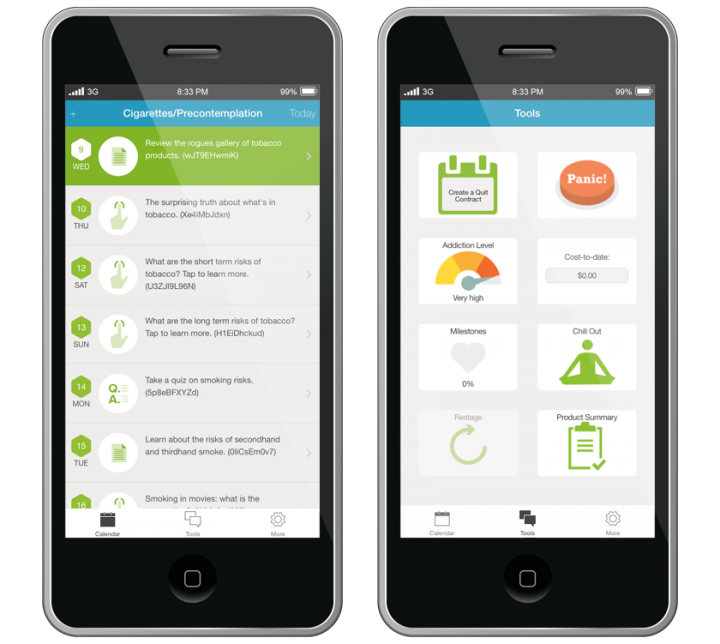 3G 8:33 PM 99%
+ Cigarettes/Precontemplation Today
9
WED
Review the rogues gallery of tobacco
products. (wJT9EHwmiK)
10
THU
The surprising truth about what's in
tobacco. (Xe4iMbJdxn)
12
SAT
What are the short term risks of
tobacco? Tap to learn more.
(U3ZJI9L96N)
13
SUN
What are the long term risks of tobacco?
Tap to learn more. (H1EiDhckud)
14
MON
Q.
A.
Take a quiz on smoking risks.
(5p8eBFXYZd)
15
TUE
Learn about the risks of secondhand
and thirdhand smoke. (0liCsEm0v7)
16
Smoking in movies: what is the
Calendar Tools More
3G 8:33 PM 99%
Tools
Create a Quit
Contract
Panic!
Addiction Level
Very high
Cost-to-date:
$0.00
Milestones
0%
Chill Out
Restage
Product Summary
Calendar Tools More